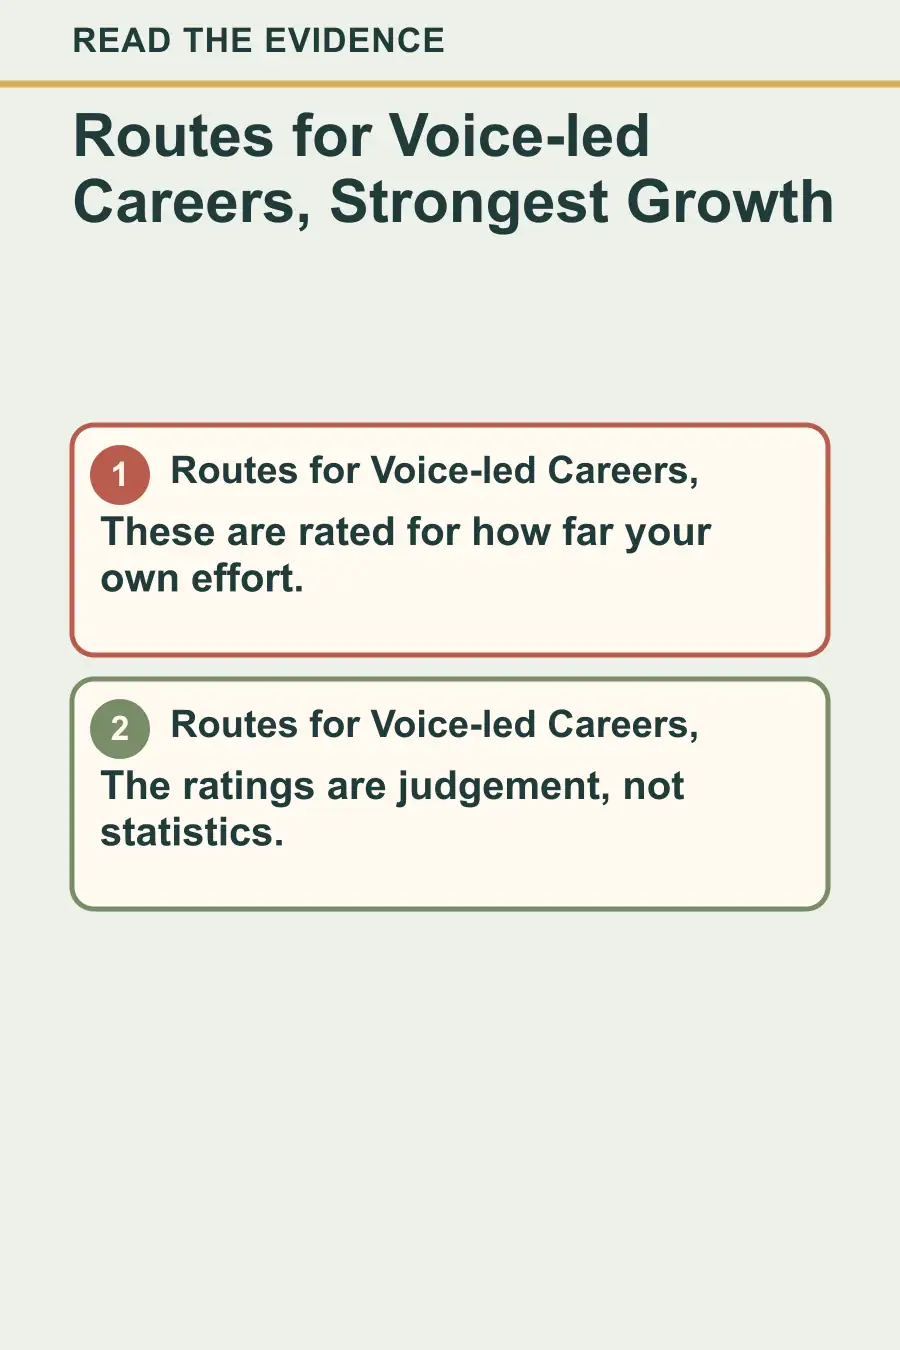 READ THE EVIDENCE
Routes for Voice-led
Careers, Strongest Growth
1 Routes for Voice-led Careers,
These are rated for how far your
own effort.
2 Routes for Voice-led Careers,
The ratings are judgement, not
statistics.